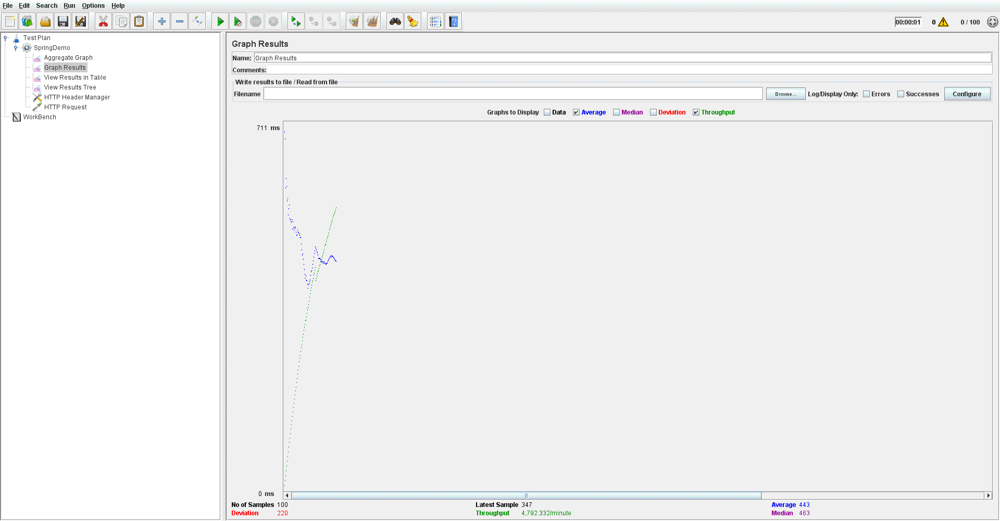 File Edit Search Run Options Help
00:00:01 0 0 / 100
Test Plan
SpringDemo
Aggregate Graph
Graph Results
View Results in Table
View Results Tree
HTTP Header Manager
HTTP Request
WorkBench
Graph Results
Name: Graph Results
Comments:
Write results to file / Read from file
Filename Browse... Log/Display Only: Errors Successes Configure
Graphs to Display Data Average Median Deviation Throughput
711 ms
0 ms
No of Samples 100 Latest Sample 347 Average 443
Deviation 220 Throughput 4,792.332/minute Median 463